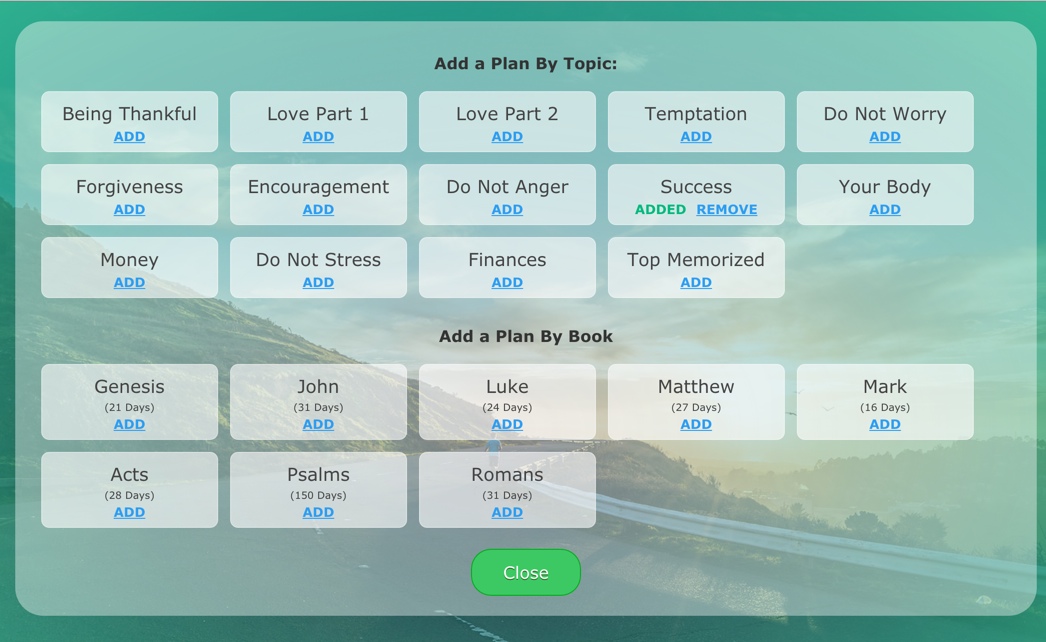 Add a Plan By Topic:
Being Thankful
ADD
Love Part 1
ADD
Love Part 2
ADD
Temptation
ADD
Do Not Worry
ADD
Forgiveness
ADD
Encouragement
ADD
Do Not Anger
ADD
Success
ADDED REMOVE
Your Body
ADD
Money
ADD
Do Not Stress
ADD
Finances
ADD
Top Memorized
ADD
Add a Plan By Book
Genesis
(21 Days)
ADD
John
(31 Days)
ADD
Luke
(24 Days)
ADD
Matthew
(27 Days)
ADD
Mark
(16 Days)
ADD
Acts
(28 Days)
ADD
Psalms
(150 Days)
ADD
Romans
(31 Days)
ADD
Close